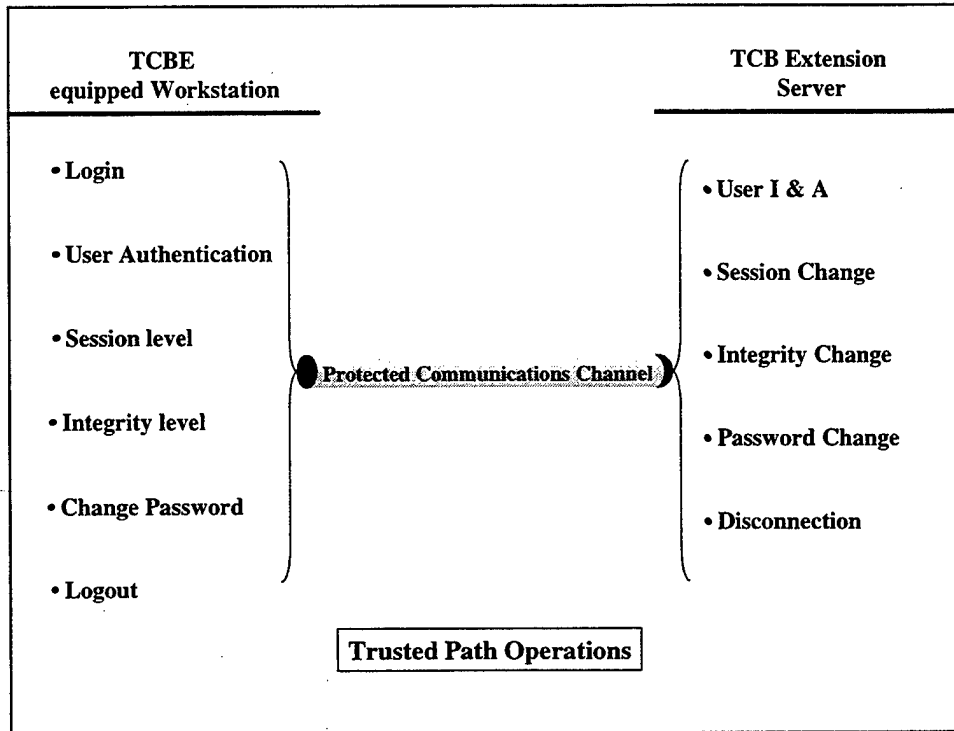 TCBE
equipped Workstation
• Login
• User Authentication
• Session level
• Integrity level
• Change Password
• Logout
Protected Communications Channel
TCB Extension
Server
• User I & A
• Session Change
• Integrity Change
• Password Change
• Disconnection
Trusted Path Operations